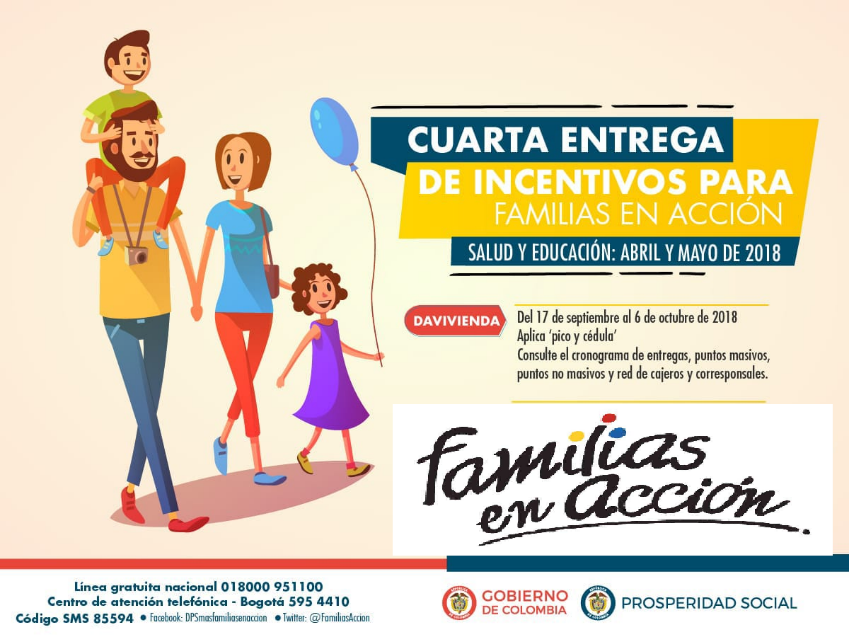 CUARTA ENTREGA
DE INCENTIVOS PARA
FAMILIAS EN ACCIÓN
SALUD Y EDUCACIÓN: ABRIL Y MAYO DE 2018
DAVIVIENDA
Del 17 de septiembre al 6 de octubre de 2018
Aplica ‘pico y cédula’
Consulte el cronograma de entregas, puntos masivos,
puntos no masivos y red de cajeros y corresponsales.
familias
en acción.
Línea gratuita nacional 018000 951100
Centro de atención telefónica - Bogotá 595 4410
Código SMS 85594 • Facebook: DPSmasfamiliasenaccion • Twitter: @FamiliasAccion
GOBIERNO
DE COLOMBIA
PROSPERIDAD SOCIAL